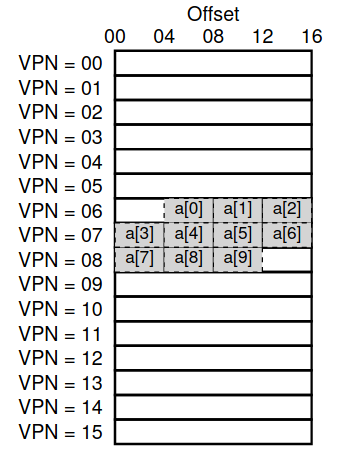 Offset
00 04 08 12 16
VPN = 00
VPN = 01
VPN = 02
VPN = 03
VPN = 04
VPN = 05
VPN = 06 a[0] a[1] a[2]
VPN = 07 a[3] a[4] a[5] a[6]
VPN = 08 a[7] a[8] a[9]
VPN = 09
VPN = 10
VPN = 11
VPN = 12
VPN = 13
VPN = 14
VPN = 15